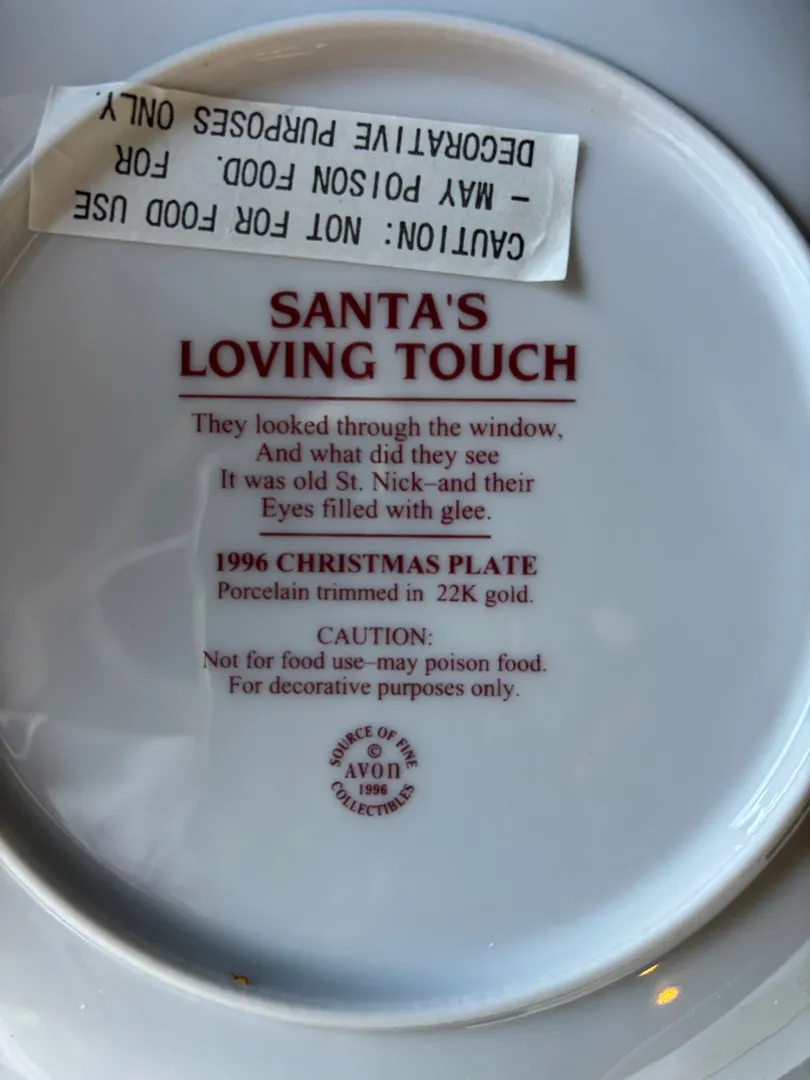 CAUTION: NOT FOR FOOD USE
– MAY POISON FOOD. FOR
DECORATIVE PURPOSES ONLY.
SANTA'S
LOVING TOUCH
They looked through the window,
And what did they see
It was old St. Nick–and their
Eyes filled with glee.
1996 CHRISTMAS PLATE
Porcelain trimmed in 22K gold.
CAUTION:
Not for food use–may poison food.
For decorative purposes only.
SOURCE OF FINE
©
AVON
1996
COLLECTIBLES